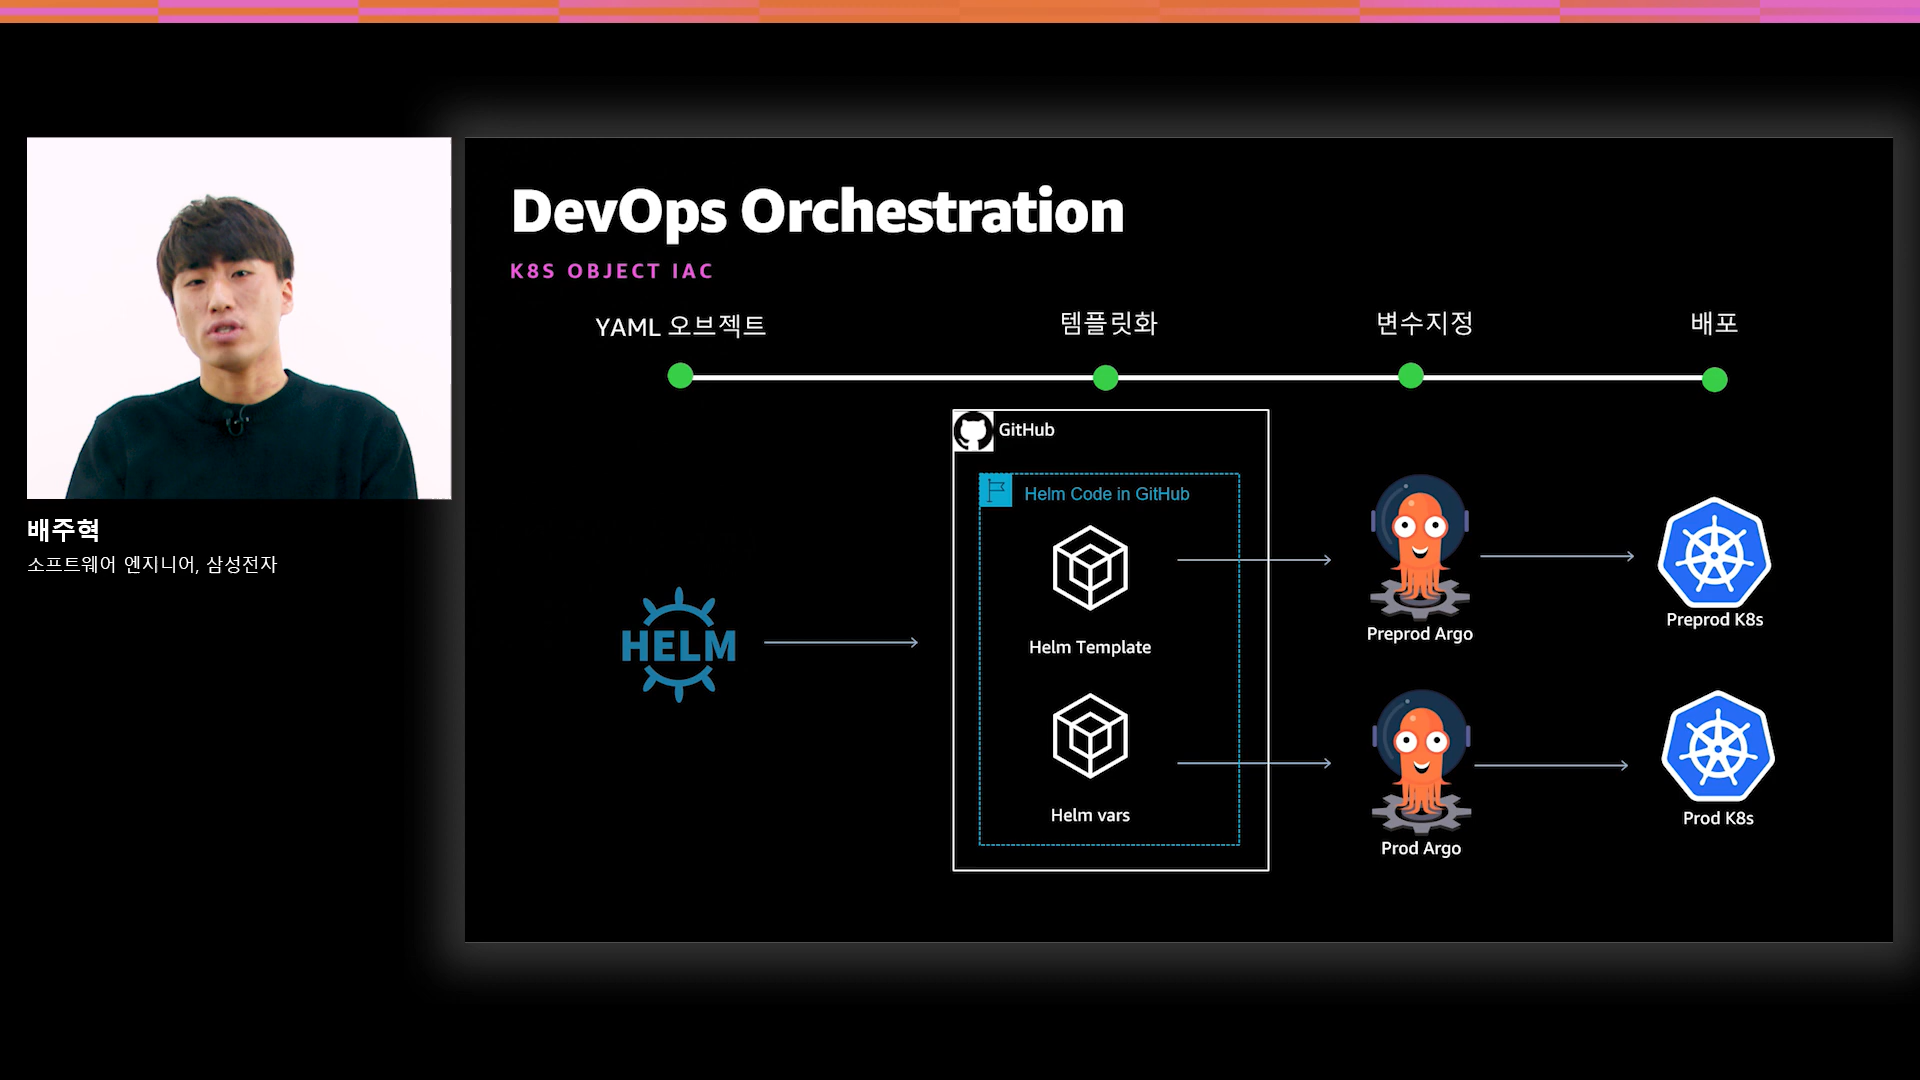 DevOps Orchestration
K8S OBJECT IAC
YAML 오브젝트
템플릿화
변수지정
배포
GitHub
Helm Code in GitHub
Helm Template
Helm vars
HELM
Preprod Argo
Preprod K8s
Prod Argo
Prod K8s
배주혁
소프트웨어 엔지니어, 삼성전자